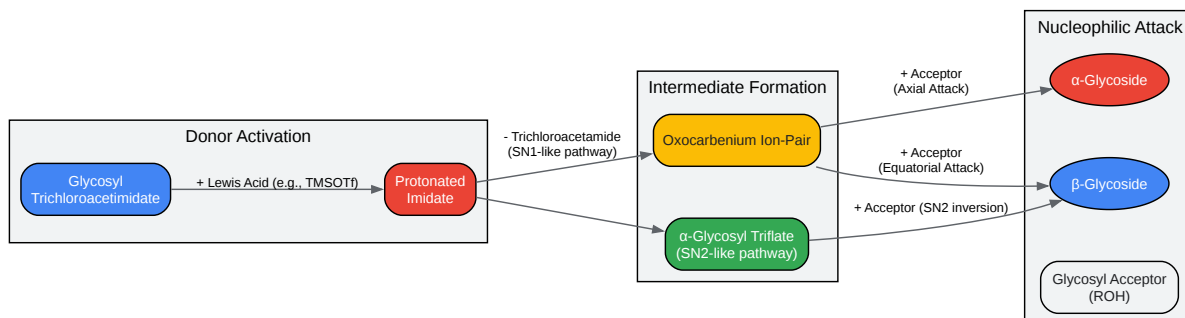 Donor Activation
Glycosyl
Trichloroacetimidate
+ Lewis Acid (e.g., TMSOTf)
Protonated
Imidate
- Trichloroacetamide
(SN1-like pathway)
Intermediate Formation
Oxocarbenium Ion-Pair
α-Glycosyl Triflate
(SN2-like pathway)
+ Acceptor
(Axial Attack)
+ Acceptor
(Equatorial Attack)
+ Acceptor (SN2 inversion)
Nucleophilic Attack
α-Glycoside
β-Glycoside
Glycosyl Acceptor
(ROH)